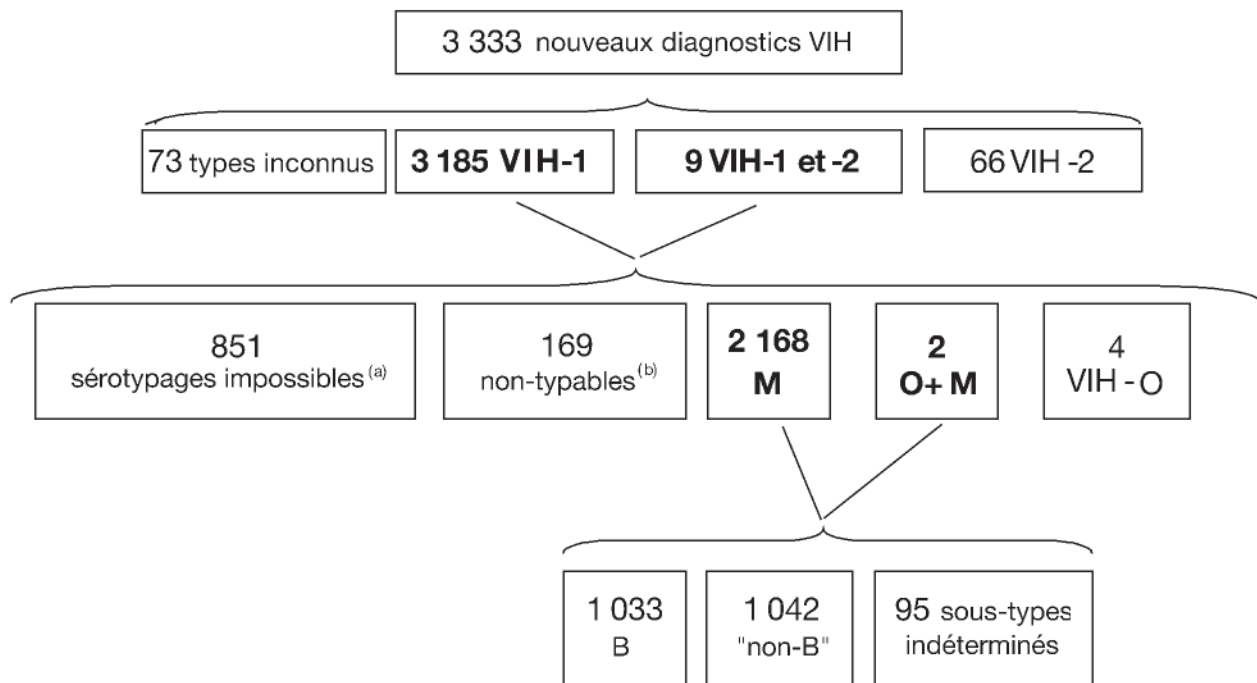 3 333 nouveaux diagnostics VIH
73 types inconnus
3 185 VIH-1
9 VIH-1 et -2
66 VIH -2
851
sérotypages impossibles (a)
169
non-typables (b)
2 168
M
2
O+ M
4
VIH - O
1 033
B
1 042
"non-B"
95 sous-types
indéterminés